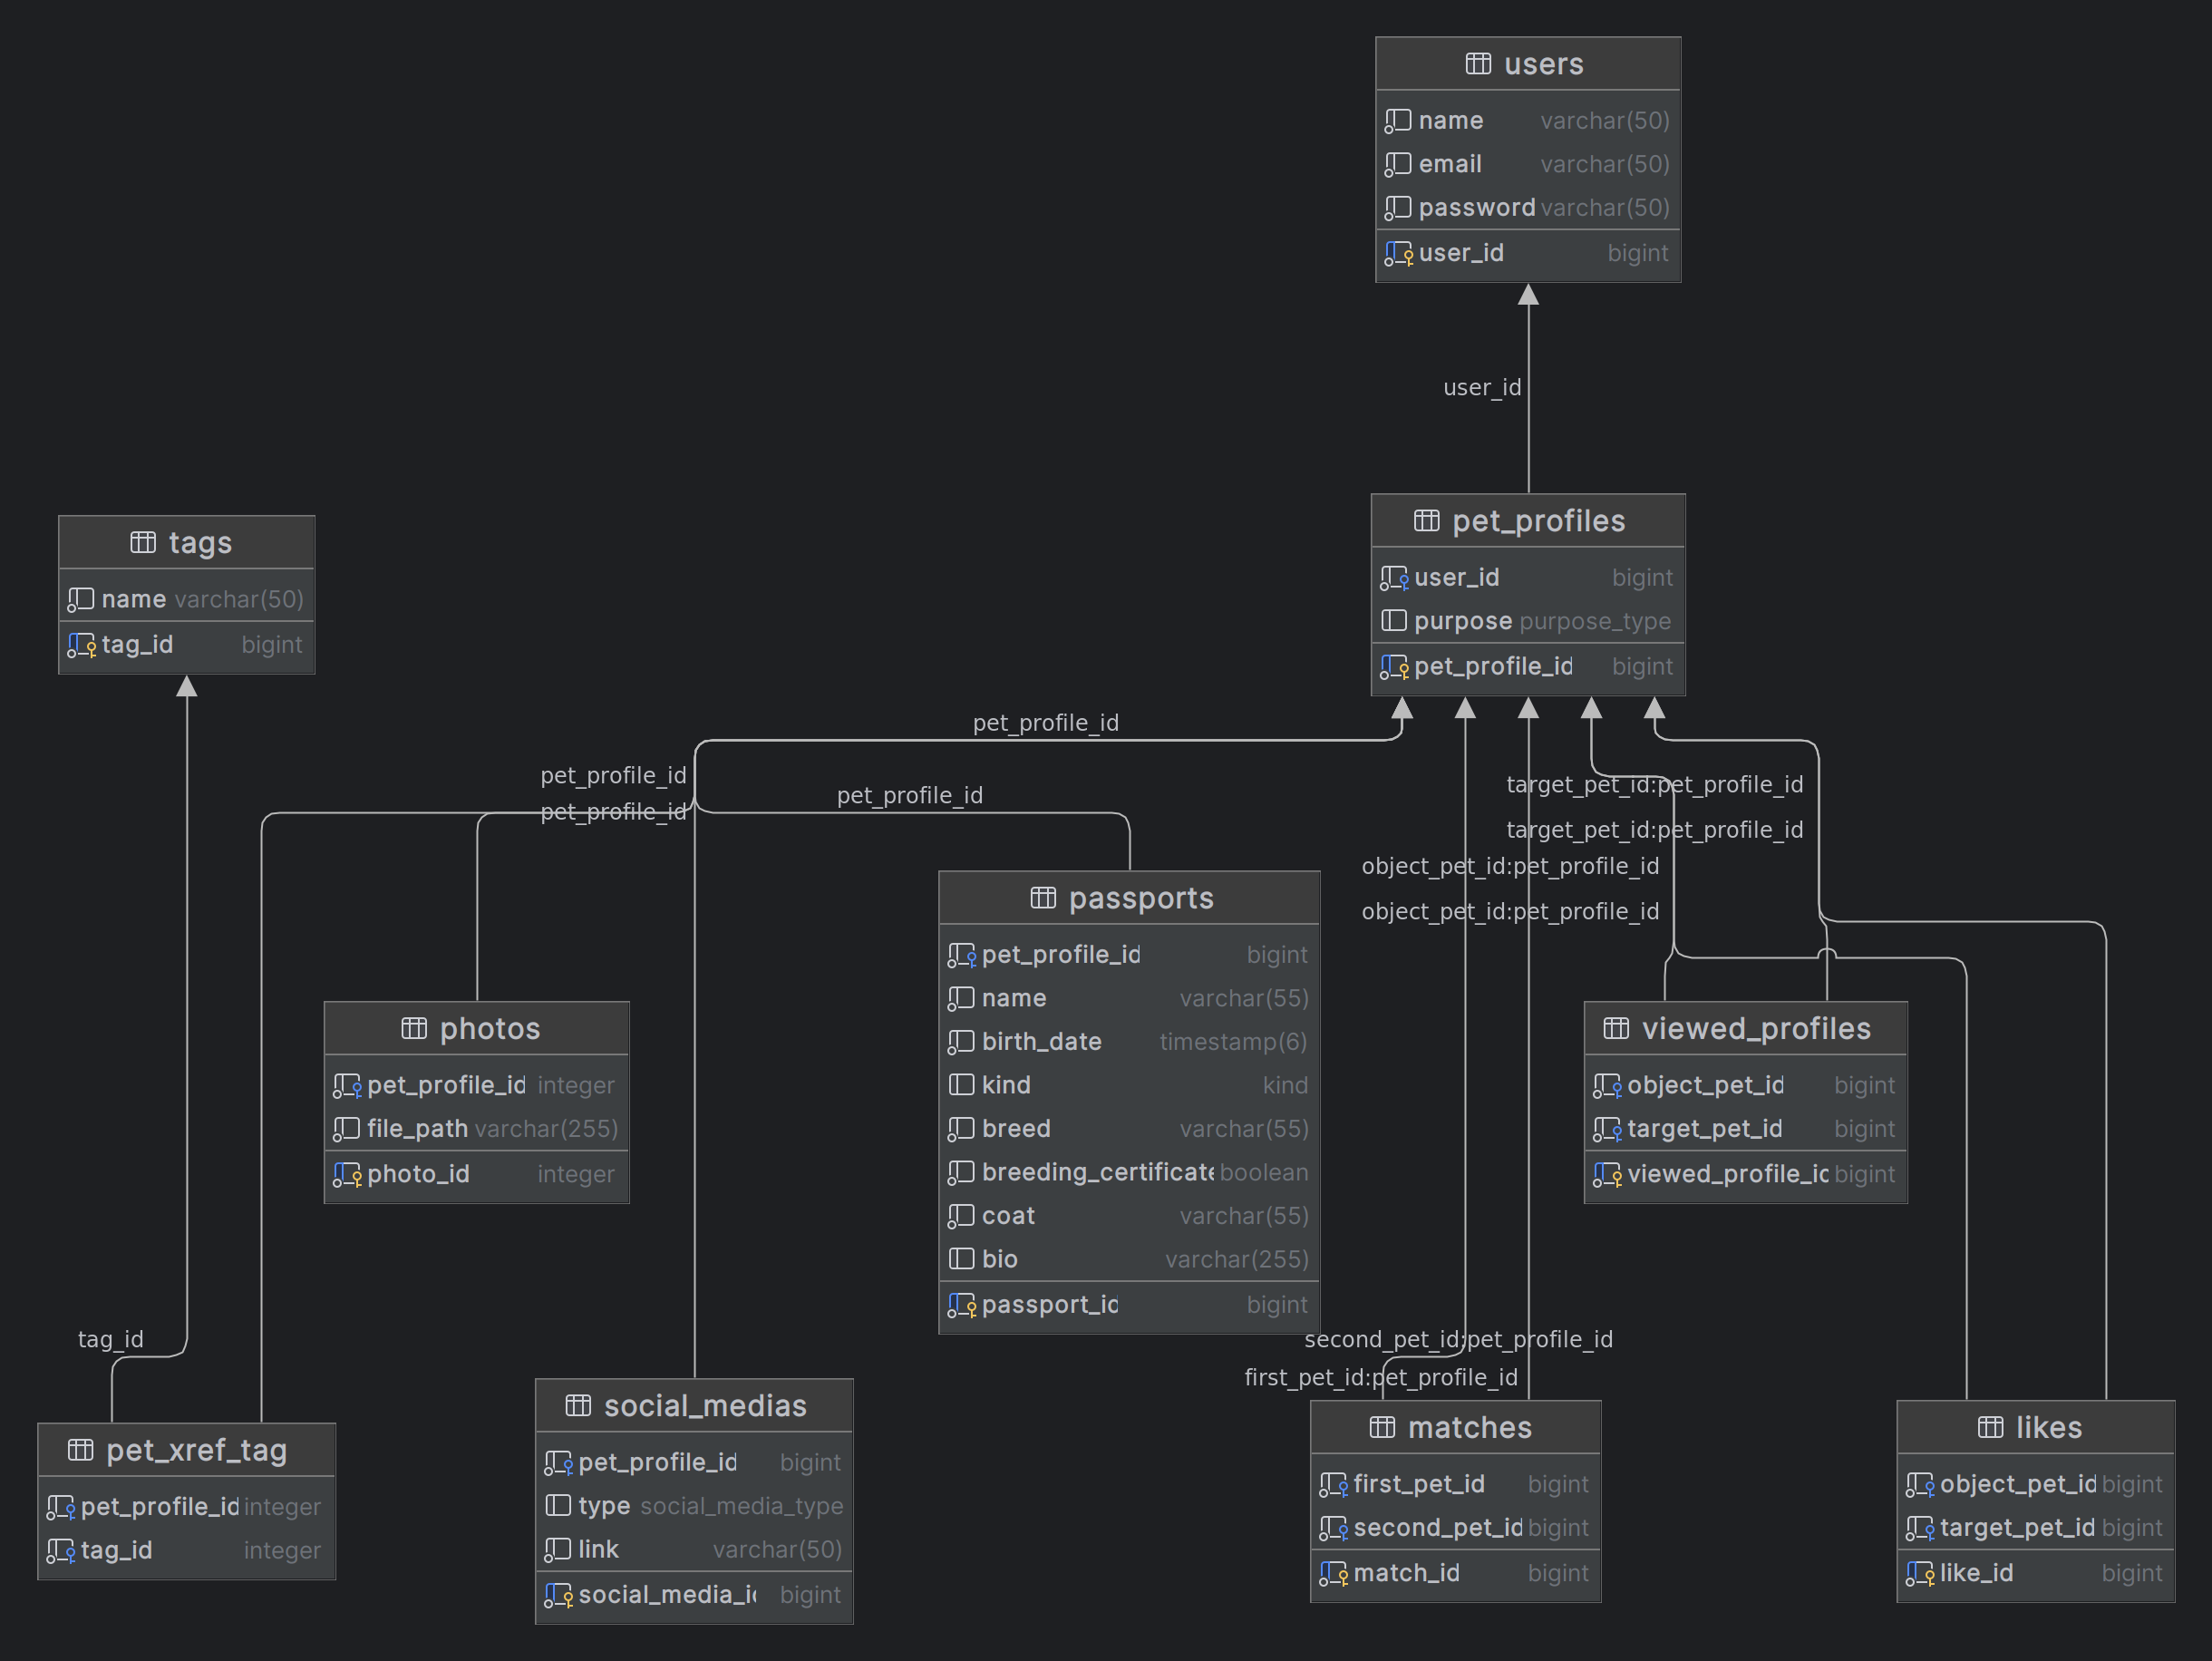 users
name varchar(50)
email varchar(50)
password varchar(50)
user_id bigint
user_id
pet_profiles
user_id bigint
purpose purpose_type
pet_profile_id bigint
tags
name varchar(50)
tag_id bigint
pet_profile_id
pet_profile_id
pet_profile_id
pet_profile_id
target_pet_id:pet_profile_id
target_pet_id:pet_profile_id
object_pet_id:pet_profile_id
object_pet_id:pet_profile_id
passports
pet_profile_id bigint
name varchar(55)
birth_date timestamp(6)
kind kind
breed varchar(55)
breeding_certificate boolean
coat varchar(55)
bio varchar(255)
passport_id bigint
photos
pet_profile_id integer
file_path varchar(255)
photo_id integer
viewed_profiles
object_pet_id bigint
target_pet_id bigint
viewed_profile_id bigint
tag_id
second_pet_id:pet_profile_id
first_pet_id:pet_profile_id
pet_xref_tag
pet_profile_id integer
tag_id integer
social_medias
pet_profile_id bigint
type social_media_type
link varchar(50)
social_media_id bigint
matches
first_pet_id bigint
second_pet_id bigint
match_id bigint
likes
object_pet_id bigint
target_pet_id bigint
like_id bigint